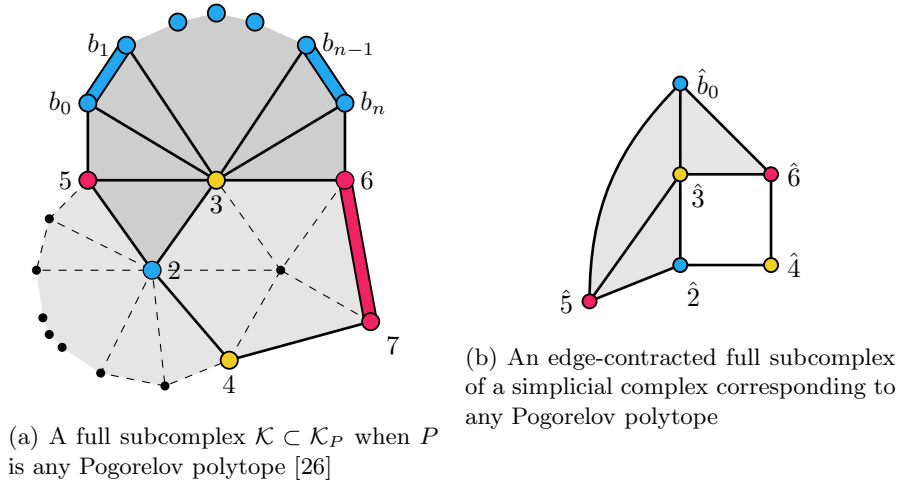 b₁
bₙ₋₁
b₀
bₙ
5
3
6
2
4
7
b̂₀
3̂
6̂
5̂
2̂
4̂
(a) A full subcomplex 𝒦 ⊂ 𝒦_P when P
is any Pogorelov polytope [26]
(b) An edge-contracted full subcomplex
of a simplicial complex corresponding to
any Pogorelov polytope